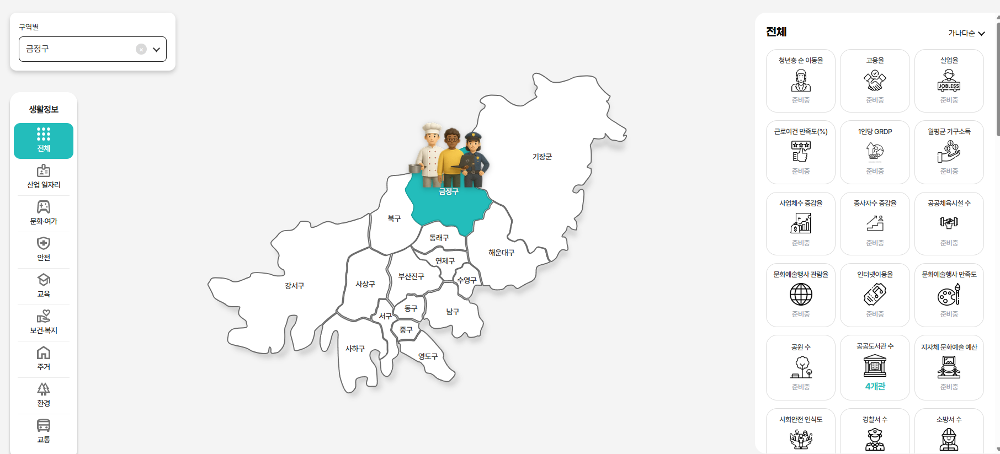 구역별
금정구
생활정보
전체
산업 일자리
문화·여가
안전
교육
보건·복지
주거
환경
교통
기장군
금정구
북구
동래구
해운대구
연제구
부산진구
수영구
사상구
강서구
동구
남구
서구
중구
사하구
영도구
전체
가나다순
청년층 순 이동율
준비중
고용율
준비중
실업율
JOBLESS
준비중
근로여건 만족도(%)
준비중
1인당 GRDP
준비중
월평균 가구소득
준비중
사업체수 증감율
준비중
종사자수 증감율
준비중
공공체육시설 수
준비중
문화예술행사 관람율
준비중
인터넷이용율
준비중
문화예술행사 만족도
준비중
공원 수
준비중
공공도서관 수
4개관
지자체 문화예술 예산
준비중
사회안전 인식도
경찰서 수
소방서 수